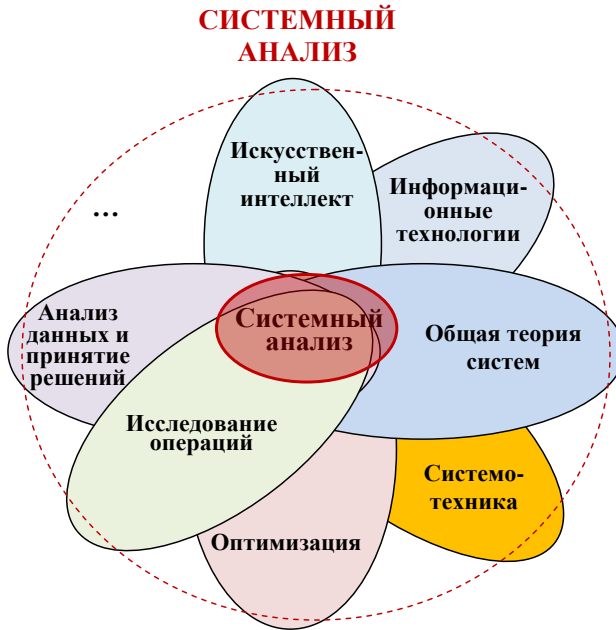 СИСТЕМНЫЙ
АНАЛИЗ
Искусствен-
ный
интеллект
Информаци-
онные
технологии
...
Анализ
данных и
принятие
решений
Системный
анализ
Общая теория
систем
Исследование
операций
Системо-
техника
Оптимизация